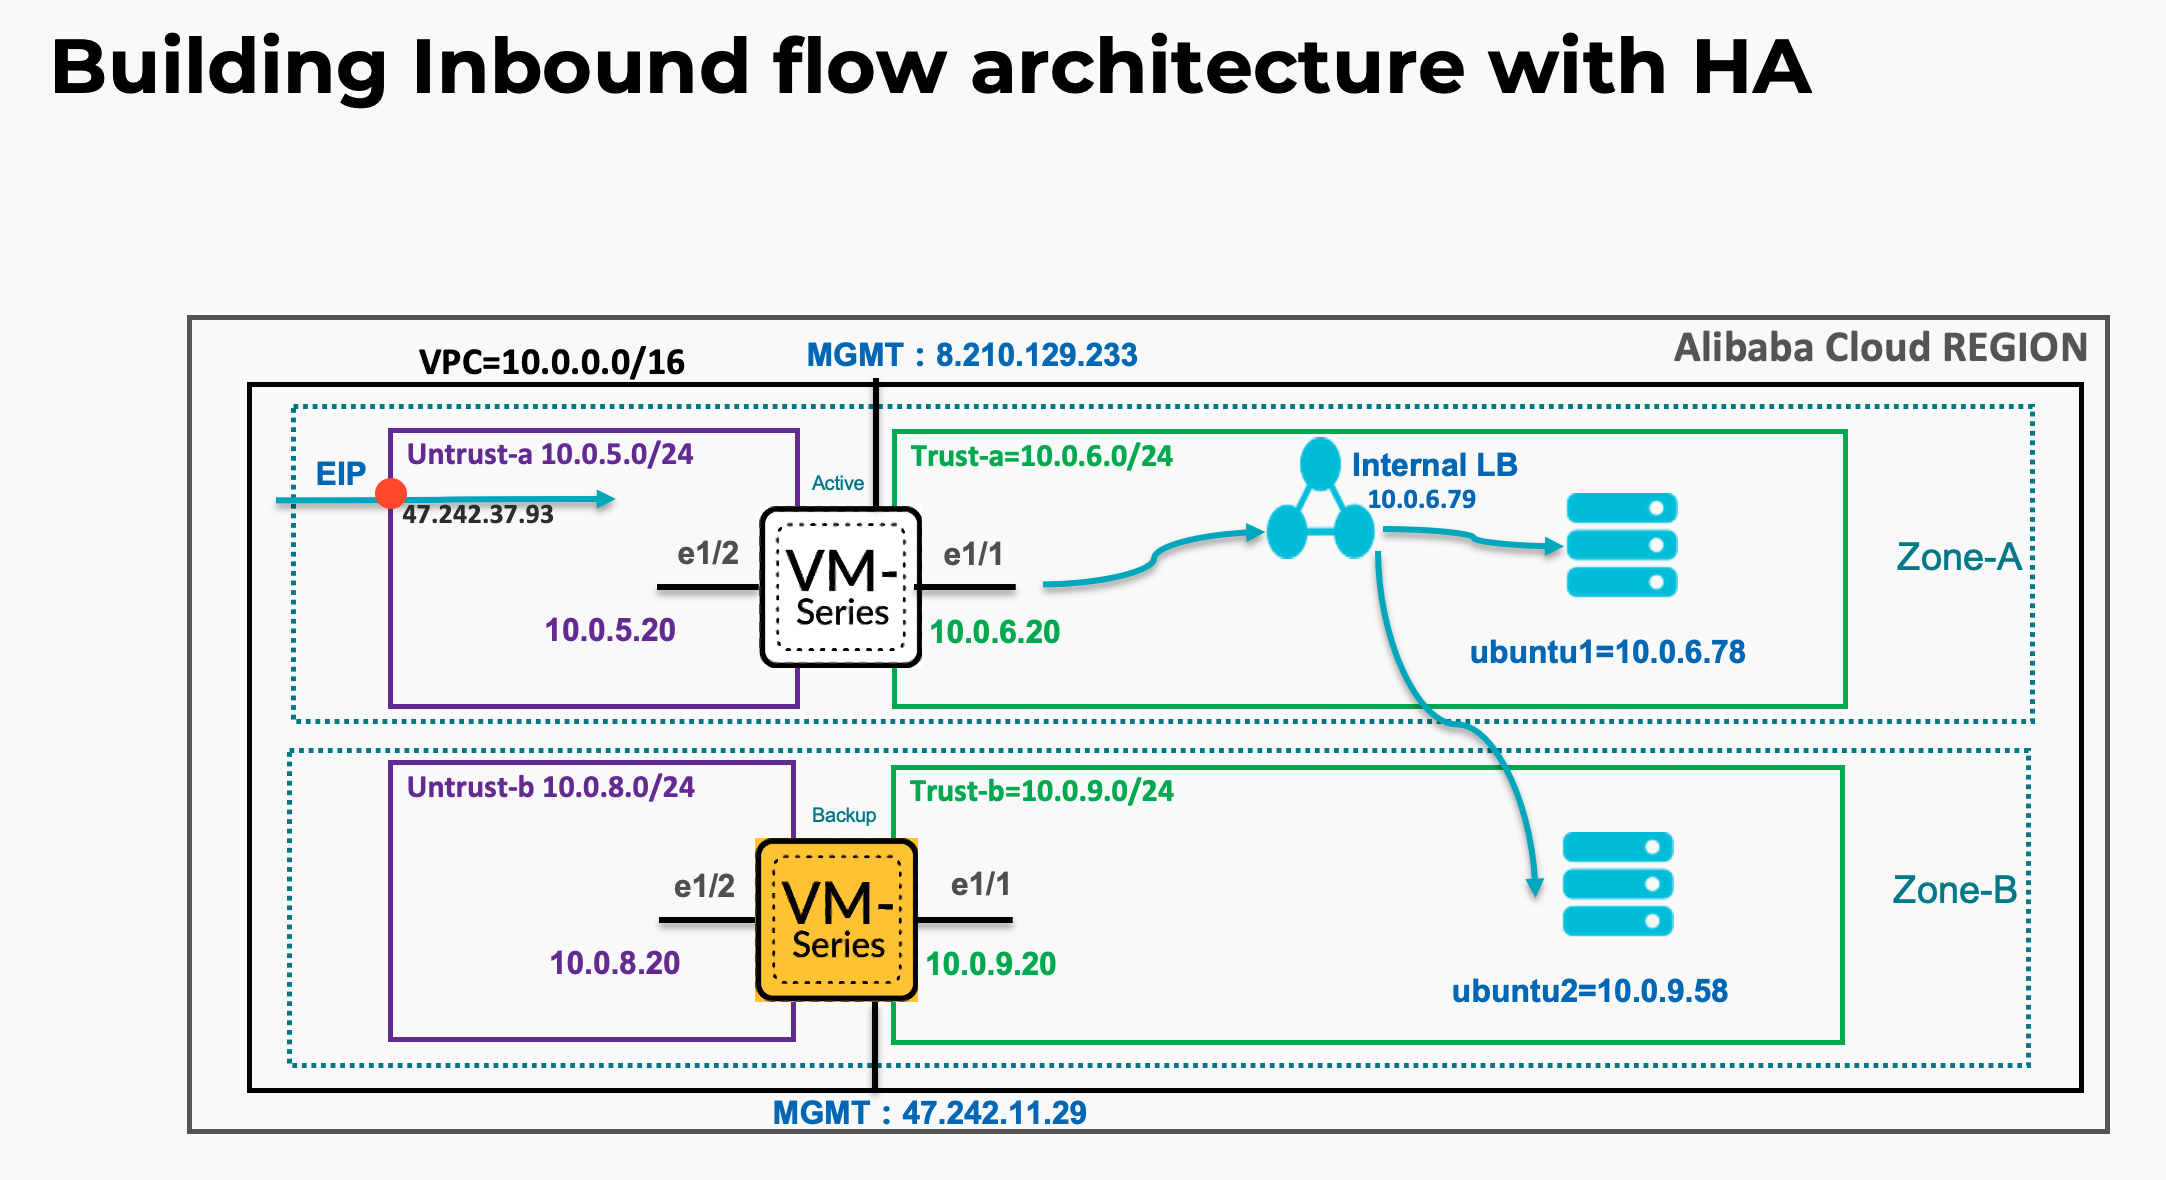 Building Inbound flow architecture with HA
Alibaba Cloud REGION
VPC=10.0.0.0/16
MGMT : 8.210.129.233
Untrust-a 10.0.5.0/24
EIP
47.242.37.93
Active
Trust-a=10.0.6.0/24
Internal LB
10.0.6.79
e1/2
VM-
Series
e1/1
10.0.5.20
10.0.6.20
ubuntu1=10.0.6.78
Zone-A
Untrust-b 10.0.8.0/24
Backup
Trust-b=10.0.9.0/24
e1/2
VM-
Series
e1/1
10.0.8.20
10.0.9.20
ubuntu2=10.0.9.58
Zone-B
MGMT : 47.242.11.29